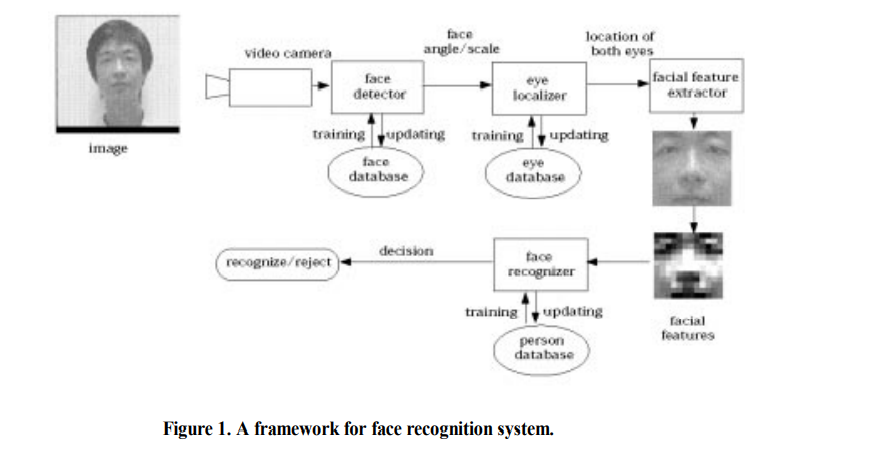 image
video camera
face
detector
training
updating
face
database
face
angle/scale
eye
localizer
training
updating
eye
database
location of
both eyes
facial feature
extractor
facial
features
face
recognizer
training
updating
person
database
decision
recognize/reject
Figure 1. A framework for face recognition system.